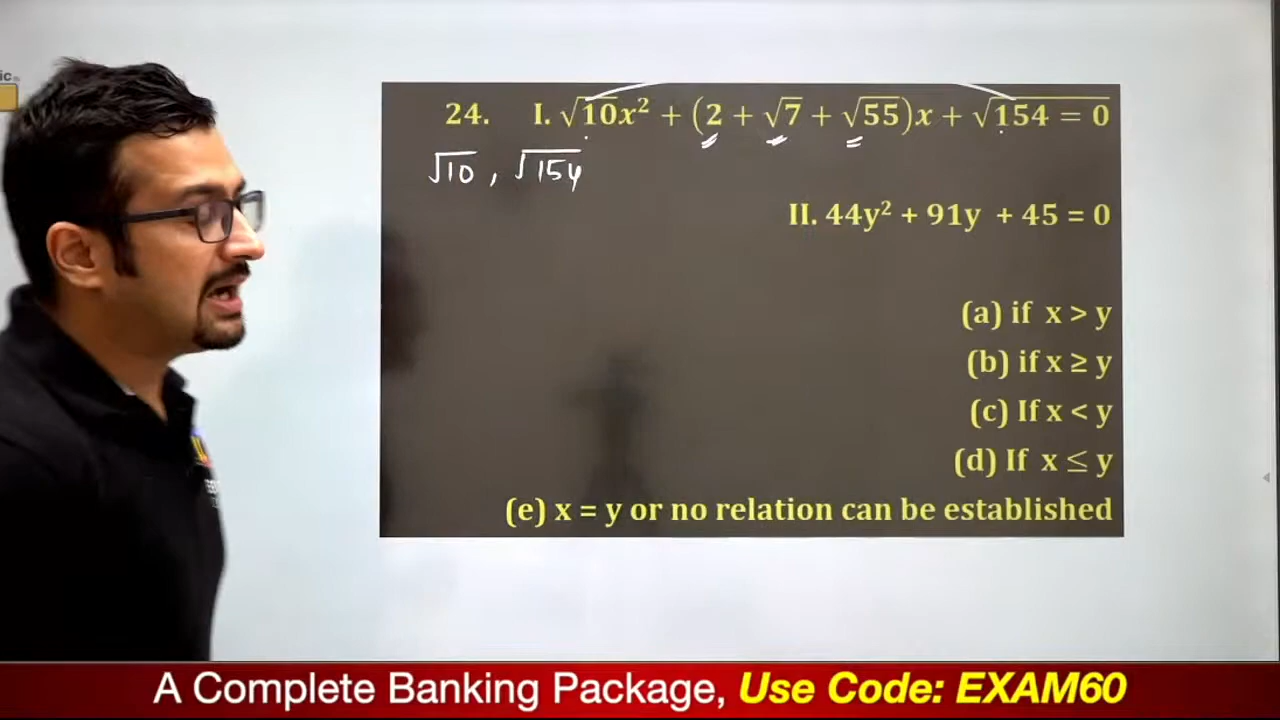 ic®
24. I. √10x² + (2 + √7 + √55)x + √154 = 0
√10 , √154
II. 44y² + 91y + 45 = 0
(a) if x > y
(b) if x ≥ y
(c) If x < y
(d) If x ≤ y
(e) x = y or no relation can be established
A Complete Banking Package, Use Code: EXAM60